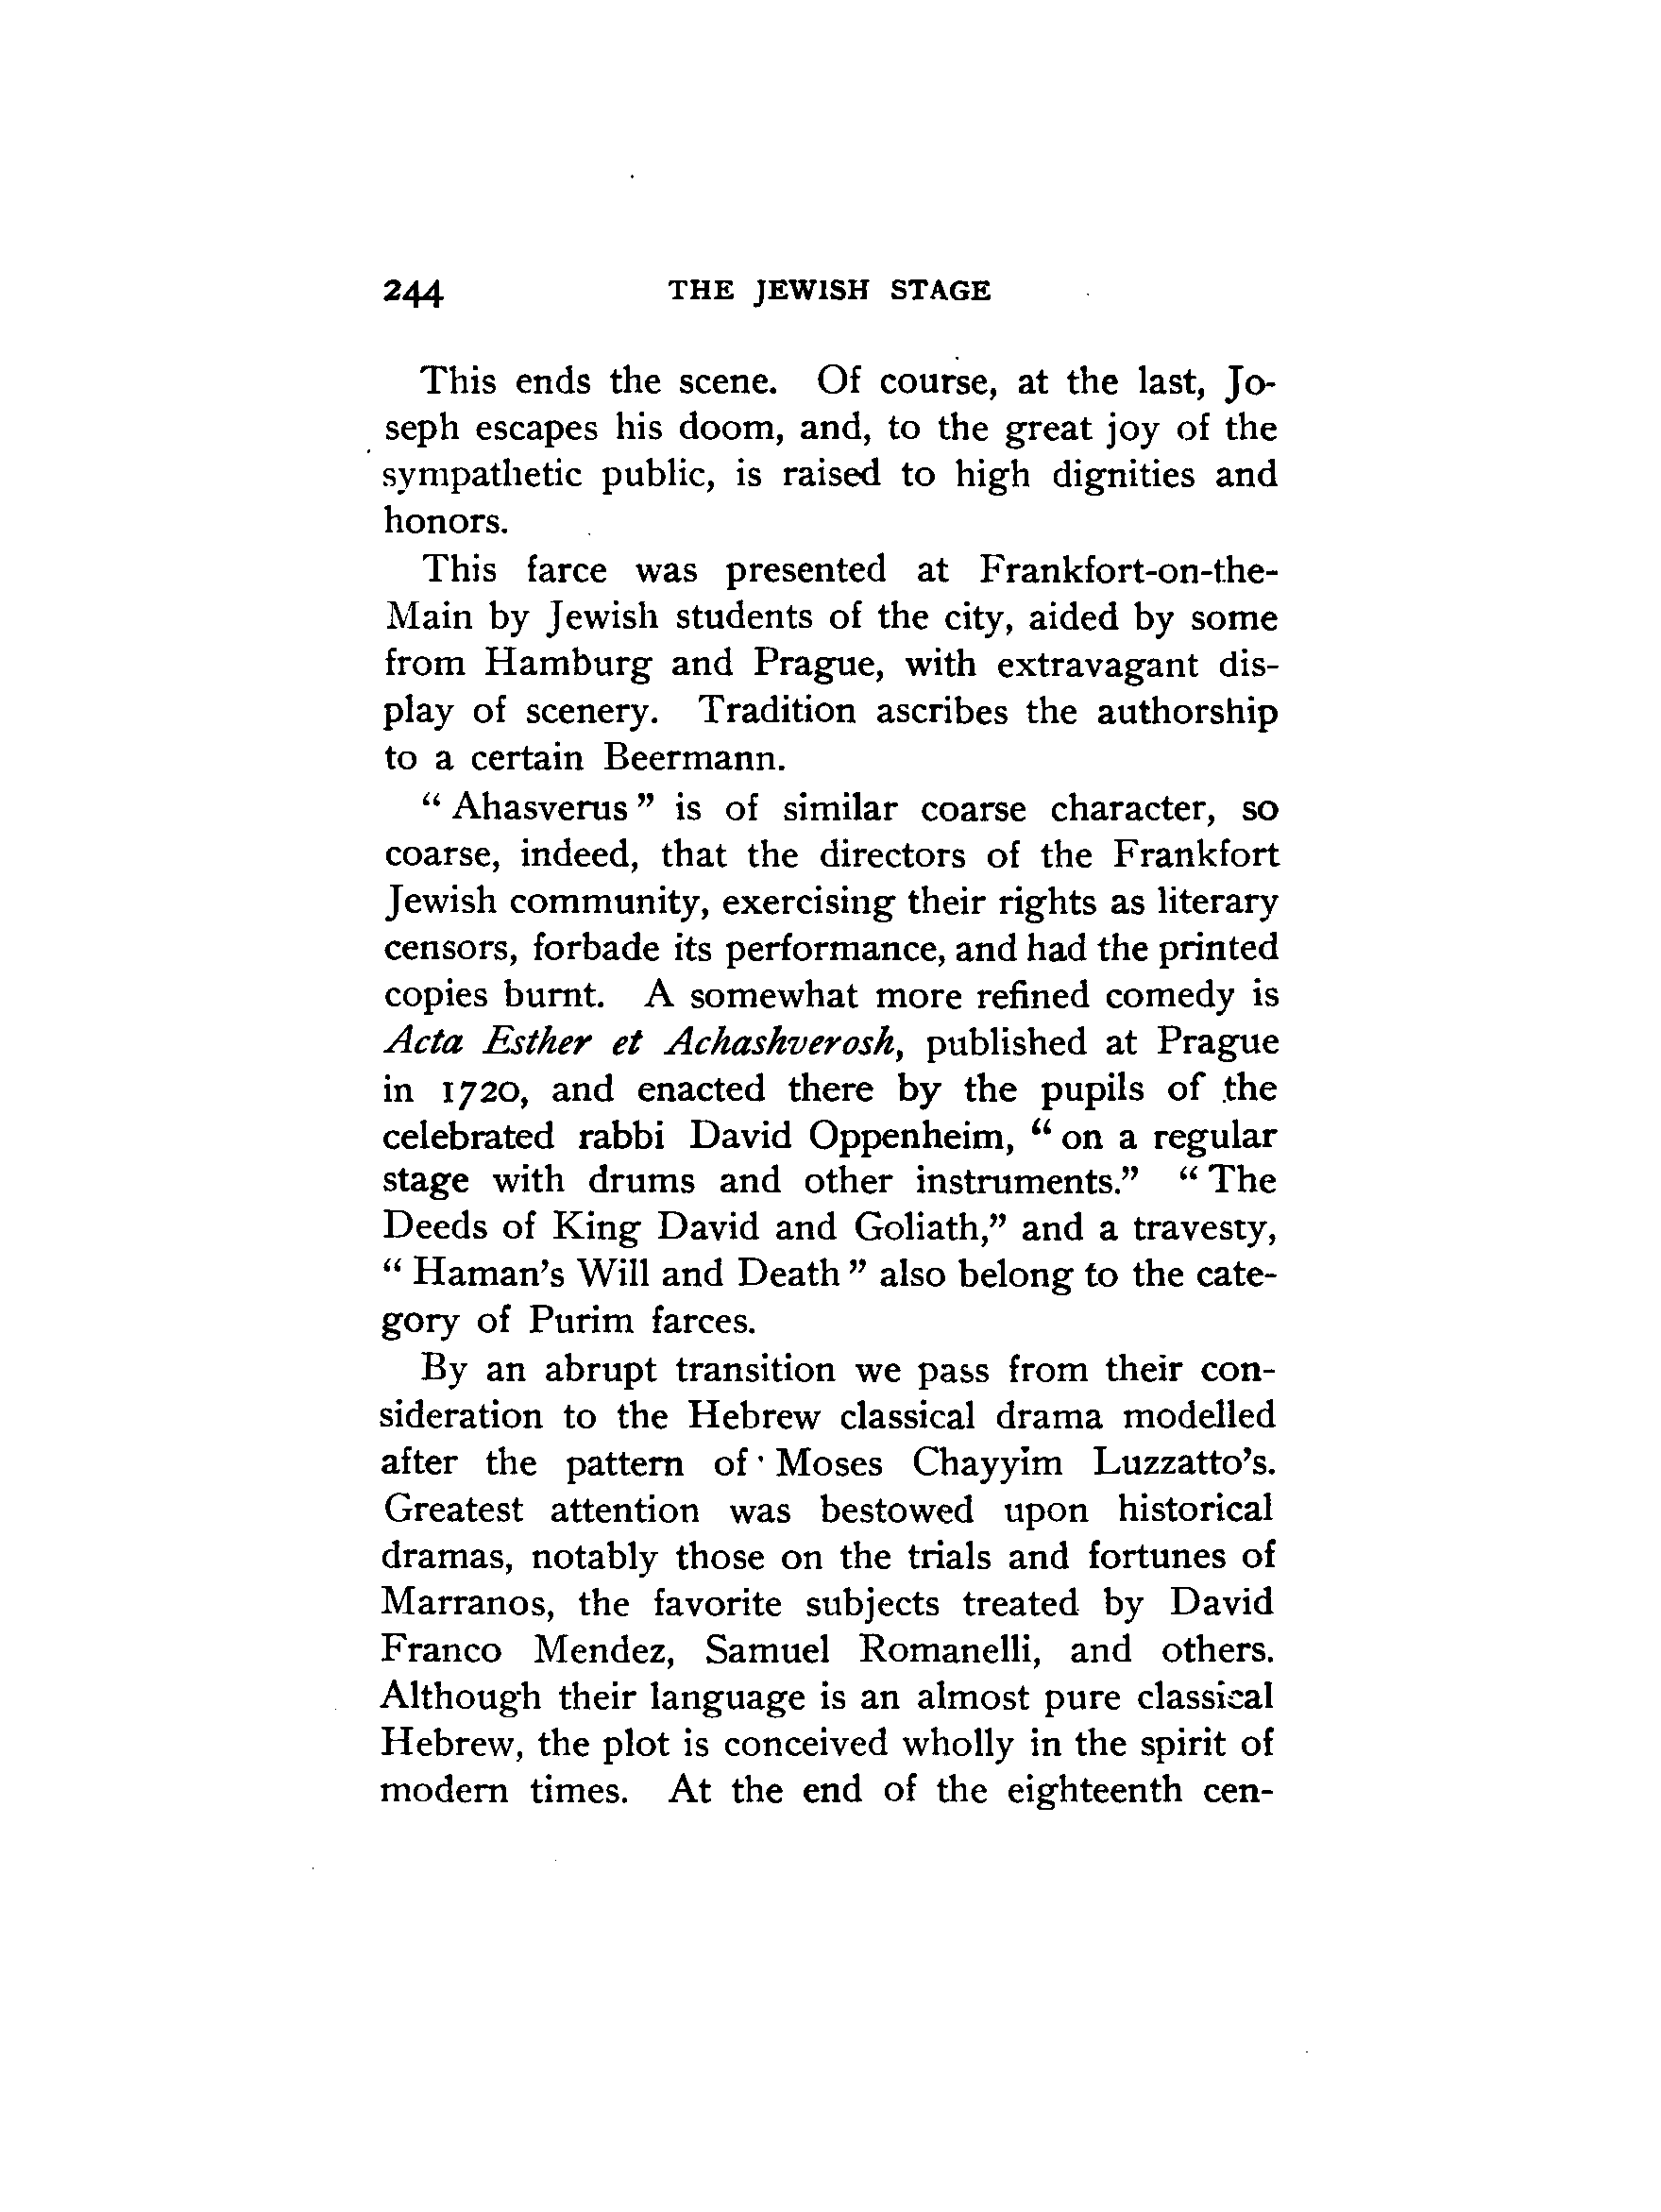 244 THE JEWISH STAGE
This ends the scene. Of course, at the last, Jo-
seph escapes his doom, and, to the great joy of the
sympathetic public, is raised to high dignities and
honors.
This farce was presented at Frankfort-on-the-
Main by Jewish students of the city, aided by some
from Hamburg and Prague, with extravagant dis-
play of scenery. Tradition ascribes the authorship
to a certain Beermann.
“ Ahasverus ” is of similar coarse character, so
coarse, indeed, that the directors of the Frankfort
Jewish community, exercising their rights as literary
censors, forbade its performance, and had the printed
copies burnt. A somewhat more refined comedy is
Acta Esther et Achashverosh, published at Prague
in 1720, and enacted there by the pupils of the
celebrated rabbi David Oppenheim, “ on a regular
stage with drums and other instruments.” “ The
Deeds of King David and Goliath,” and a travesty,
“ Haman’s Will and Death ” also belong to the cate-
gory of Purim farces.
By an abrupt transition we pass from their con-
sideration to the Hebrew classical drama modelled
after the pattern of Moses Chayyim Luzzatto’s.
Greatest attention was bestowed upon historical
dramas, notably those on the trials and fortunes of
Marranos, the favorite subjects treated by David
Franco Mendez, Samuel Romanelli, and others.
Although their language is an almost pure classical
Hebrew, the plot is conceived wholly in the spirit of
modern times. At the end of the eighteenth cen-